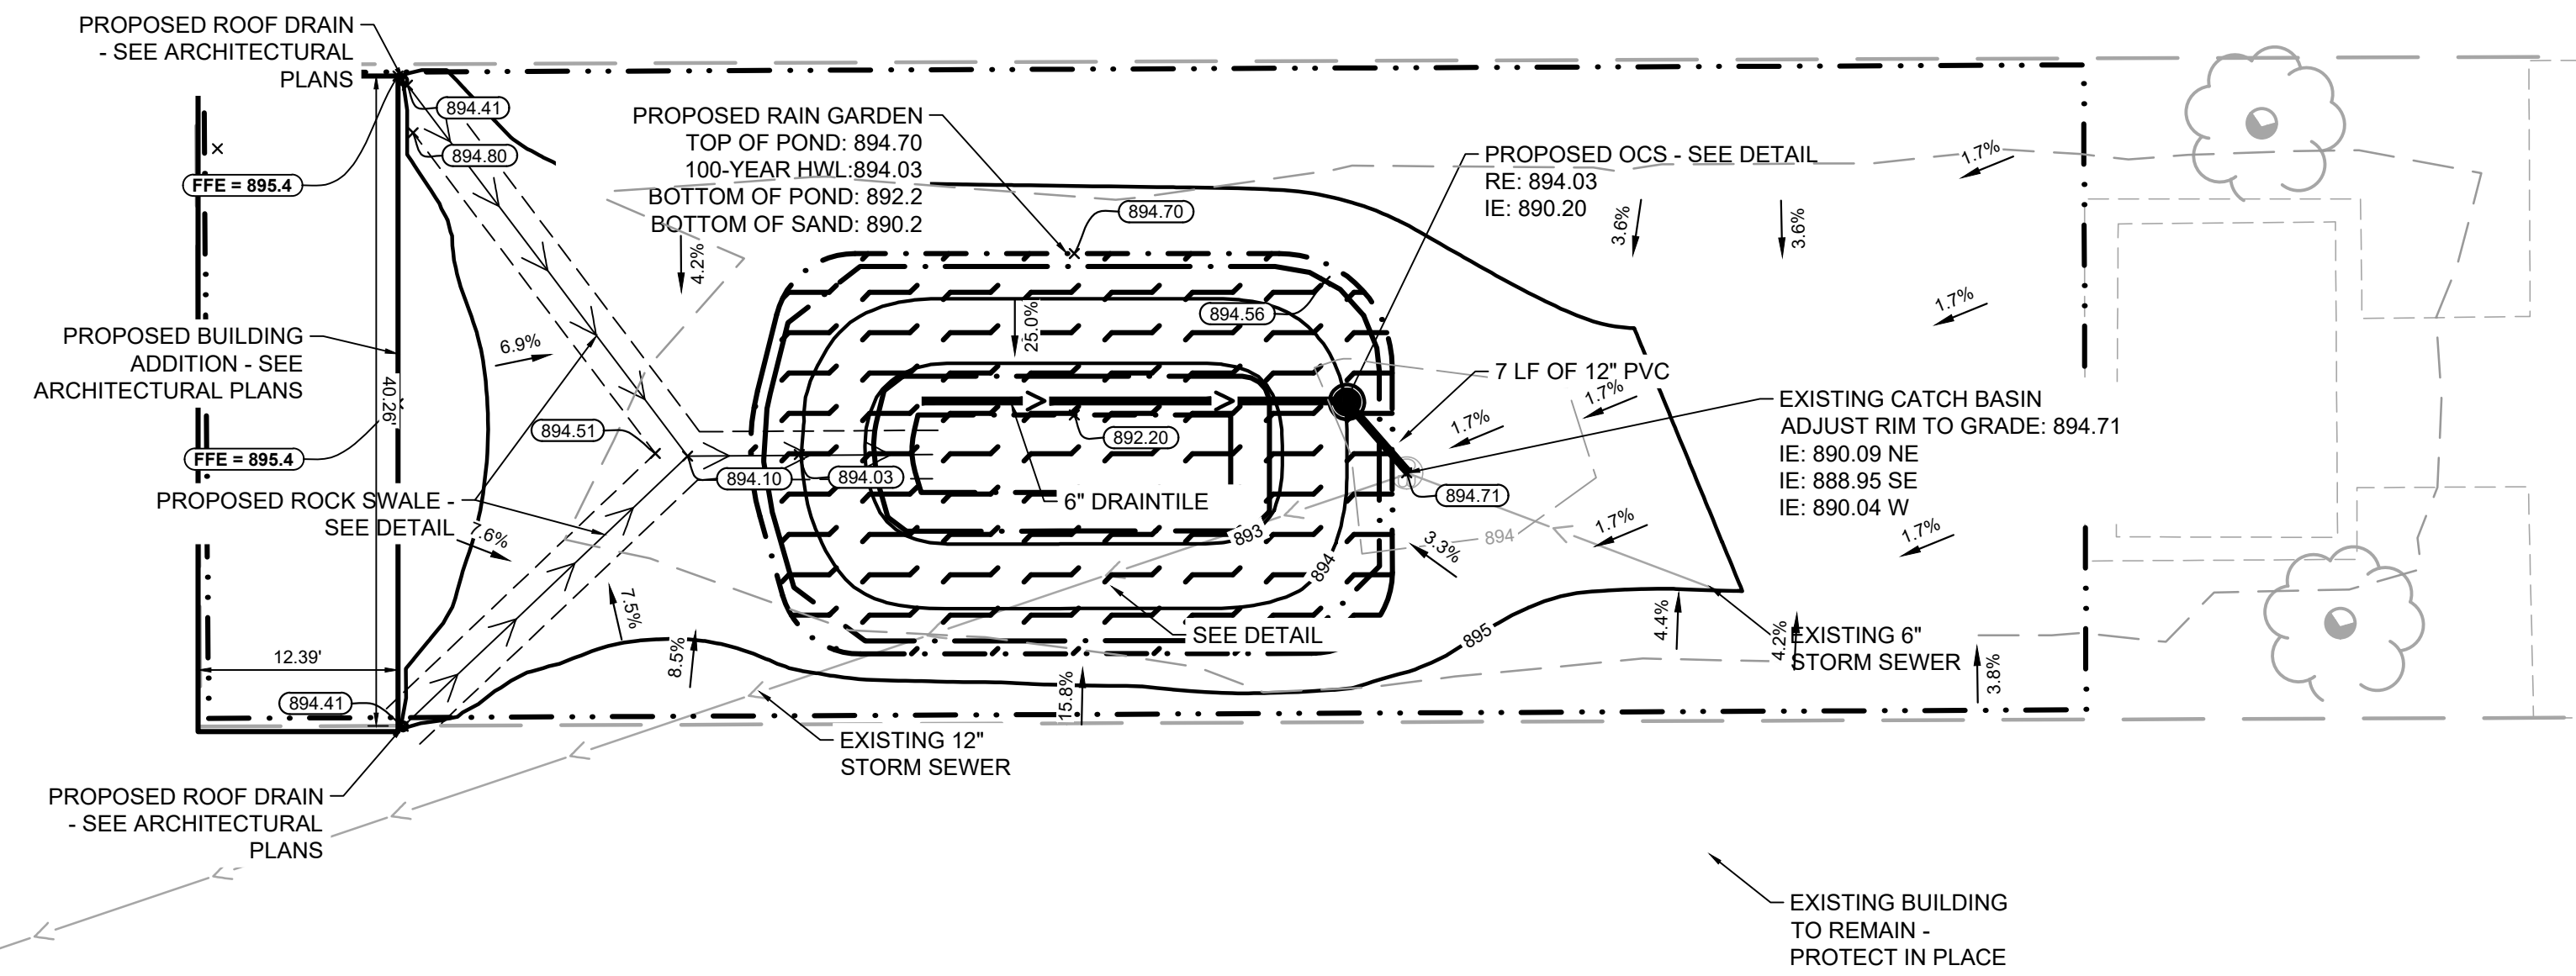 PROPOSED ROOF DRAIN
- SEE ARCHITECTURAL
PLANS
894.41
894.80
FFE = 895.4
PROPOSED RAIN GARDEN
TOP OF POND: 894.70
100-YEAR HWL:894.03
BOTTOM OF POND: 892.2
BOTTOM OF SAND: 890.2
894.70
PROPOSED OCS - SEE DETAIL
RE: 894.03
IE: 890.20
1.7%
3.6%
3.6%
4.2%
25.0%
894.56
1.7%
PROPOSED BUILDING
ADDITION - SEE
ARCHITECTURAL PLANS
6.9%
40.26'
7 LF OF 12" PVC
1.7%
1.7%
EXISTING CATCH BASIN
ADJUST RIM TO GRADE: 894.71
IE: 890.09 NE
IE: 888.95 SE
IE: 890.04 W
894.51
892.20
FFE = 895.4
894.10
894.03
894.71
PROPOSED ROCK SWALE -
SEE DETAIL
6" DRAINTILE
7.6%
893
894
894
3.3%
1.7%
1.7%
7.5%
8.5%
SEE DETAIL
895
4.4%
4.2%
EXISTING 6"
STORM SEWER
3.8%
12.39'
894.41
15.8%
EXISTING 12"
STORM SEWER
PROPOSED ROOF DRAIN
- SEE ARCHITECTURAL
PLANS
EXISTING BUILDING
TO REMAIN -
PROTECT IN PLACE